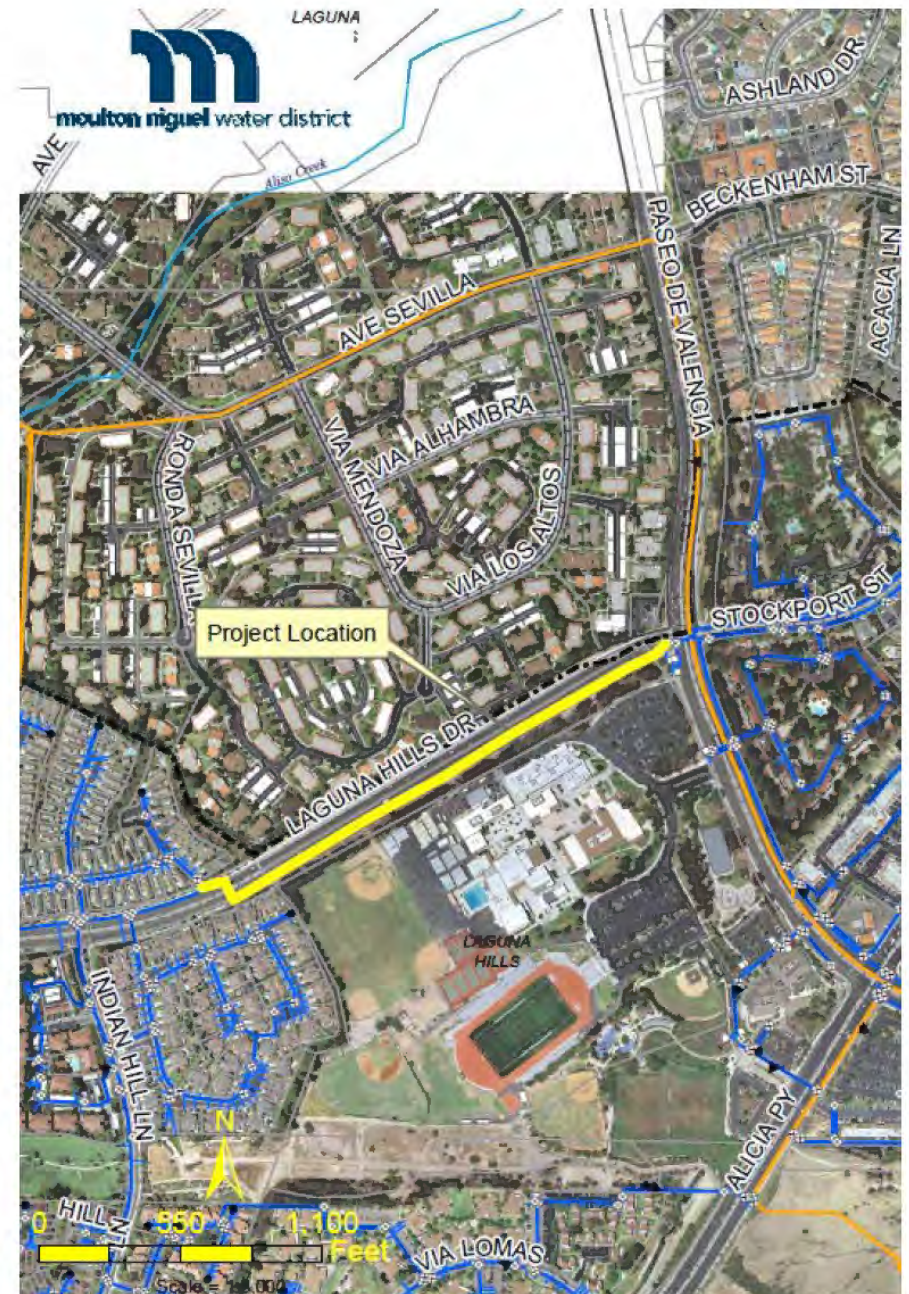 LAGUNA
moulton niguel water district
AVE
Aliso Creek
ASHLAND DR
BECKENHAM ST
PASEO DE VALENCIA
ACACIA LN
AVE SEVILLA
RONDA SEVILLA
VIA MENDOZA
VIA ALHAMBRA
VIA LOS ALTOS
STOCKPORT ST
Project Location
LAGUNA HILLS DR
LAGUNA
HILLS
INDIAN HILL LN
ALICIA PY
N
HILL
LN
0 550 1,100
Feet
VIA LOMAS